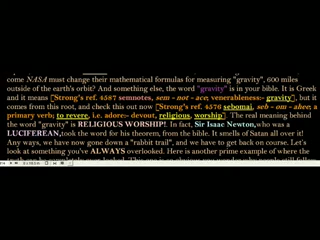 come NASA must change their mathematical formulas for measuring "gravity", 600 miles
outside of the earth's orbit? And something else, the word "gravity" is in your bible. It is Greek
and it means [Strong's ref. 4587 semnotes, sem - not - ace; venerableness:- gravity], but it
comes from this root, and check this out now [Strong's ref. 4576 sebomai, seb - om - ahee; a
primary verb; to revere, i.e. adore:- devout, religious, worship]. The real meaning behind
the word "gravity" is RELIGIOUS WORSHIP!. In fact, Sir Isaac Newton,who was a
LUCIFEREAN,took the word for his theorem, from the bible. It smells of Satan all over it!
Any ways, we have now gone down a "rabbit trail", and we have to get back on course. Let's
look at something you've ALWAYS overlooked. Here is another prime example of where the